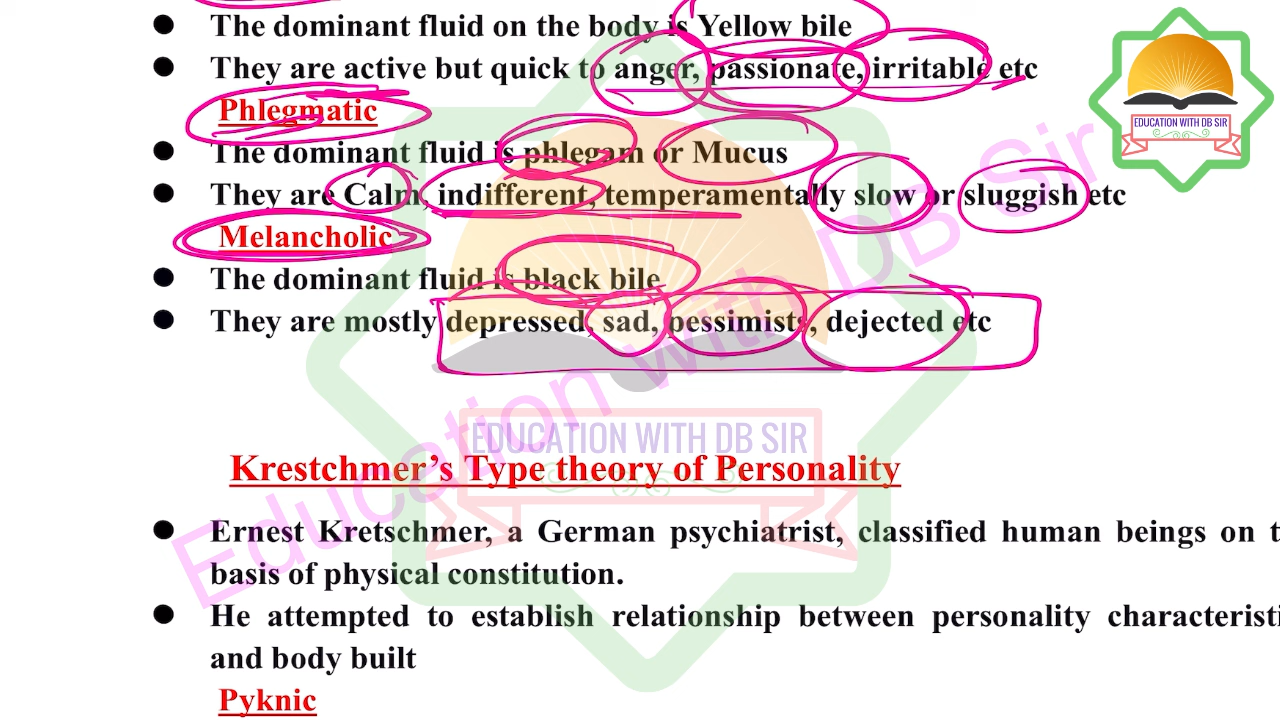 The dominant fluid on the body is Yellow bile
They are active but quick to anger, passionate, irritable etc
Phlegmatic
The dominant fluid is phlegam or Mucus
They are Calm, indifferent, temperamentally slow or sluggish etc
Melancholic
The dominant fluid is black bile
They are mostly depressed, sad, pessimists, dejected etc
EDUCATION WITH DB SIR
EDUCATION WITH DB SIR
Education with DB Sir
Krestchmer’s Type theory of Personality
Ernest Kretschmer, a German psychiatrist, classified human beings on t
basis of physical constitution.
He attempted to establish relationship between personality characteristi
and body built
Pyknic